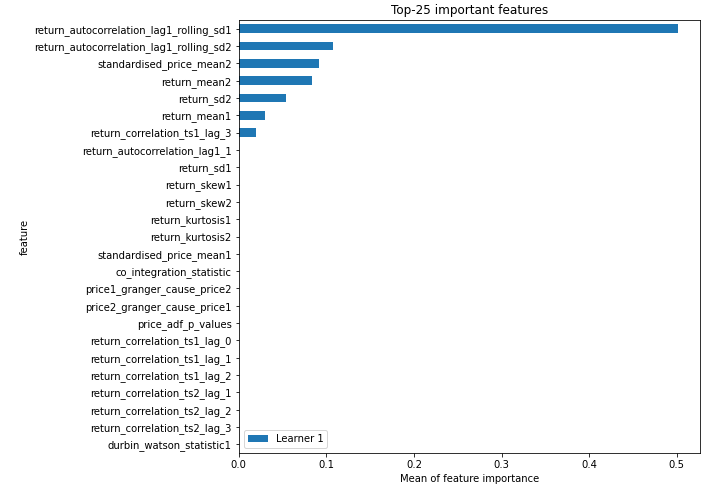 Top-25 important features
return_autocorrelation_lag1_rolling_sd1
return_autocorrelation_lag1_rolling_sd2
standardised_price_mean2
return_mean2
return_sd2
return_mean1
return_correlation_ts1_lag_3
return_autocorrelation_lag1_1
return_sd1
return_skew1
return_skew2
return_kurtosis1
return_kurtosis2
standardised_price_mean1
co_integration_statistic
price1_granger_cause_price2
price2_granger_cause_price1
price_adf_p_values
return_correlation_ts1_lag_0
return_correlation_ts1_lag_1
return_correlation_ts1_lag_2
return_correlation_ts2_lag_1
return_correlation_ts2_lag_2
return_correlation_ts2_lag_3
durbin_watson_statistic1
feature
Learner 1
0.0 0.1 0.2 0.3 0.4 0.5
Mean of feature importance